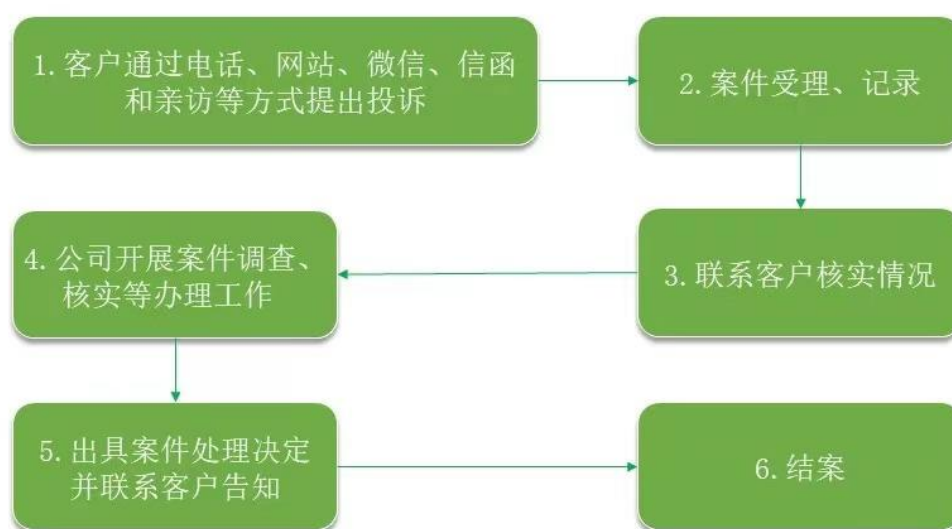 1.客户通过电话、网站、微信、信函
和亲访等方式提出投诉
2.案件受理、记录
3.联系客户核实情况
4.公司开展案件调查、
核实等办理工作
5.出具案件处理决定
并联系客户告知
6.结案